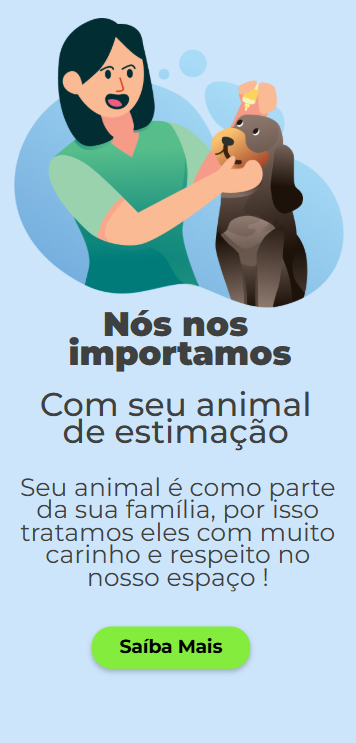 Nós nos
importamos
Com seu animal
de estimação
Seu animal é como parte
da sua família, por isso
tratamos eles com muito
carinho e respeito no
nosso espaço !
Saíba Mais